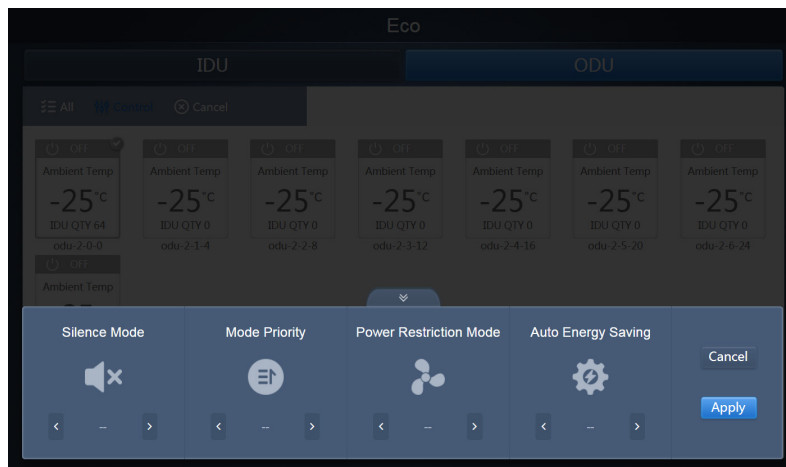 Eco
IDU ODU
All Control Cancel
OFF OFF OFF OFF OFF OFF OFF
Ambient Temp Ambient Temp Ambient Temp Ambient Temp Ambient Temp Ambient Temp Ambient Temp
-25°C -25°C -25°C -25°C -25°C -25°C -25°C
IDU QTY 64 IDU QTY 0 IDU QTY 0 IDU QTY 0 IDU QTY 0 IDU QTY 0 IDU QTY 0
odu-2-0-0 odu-2-1-4 odu-2-2-8 odu-2-3-12 odu-2-4-16 odu-2-5-20 odu-2-6-24
OFF
Ambient Temp
Silence Mode Mode Priority Power Restriction Mode Auto Energy Saving
Cancel
Apply
< -- > < -- > < -- > < -- >